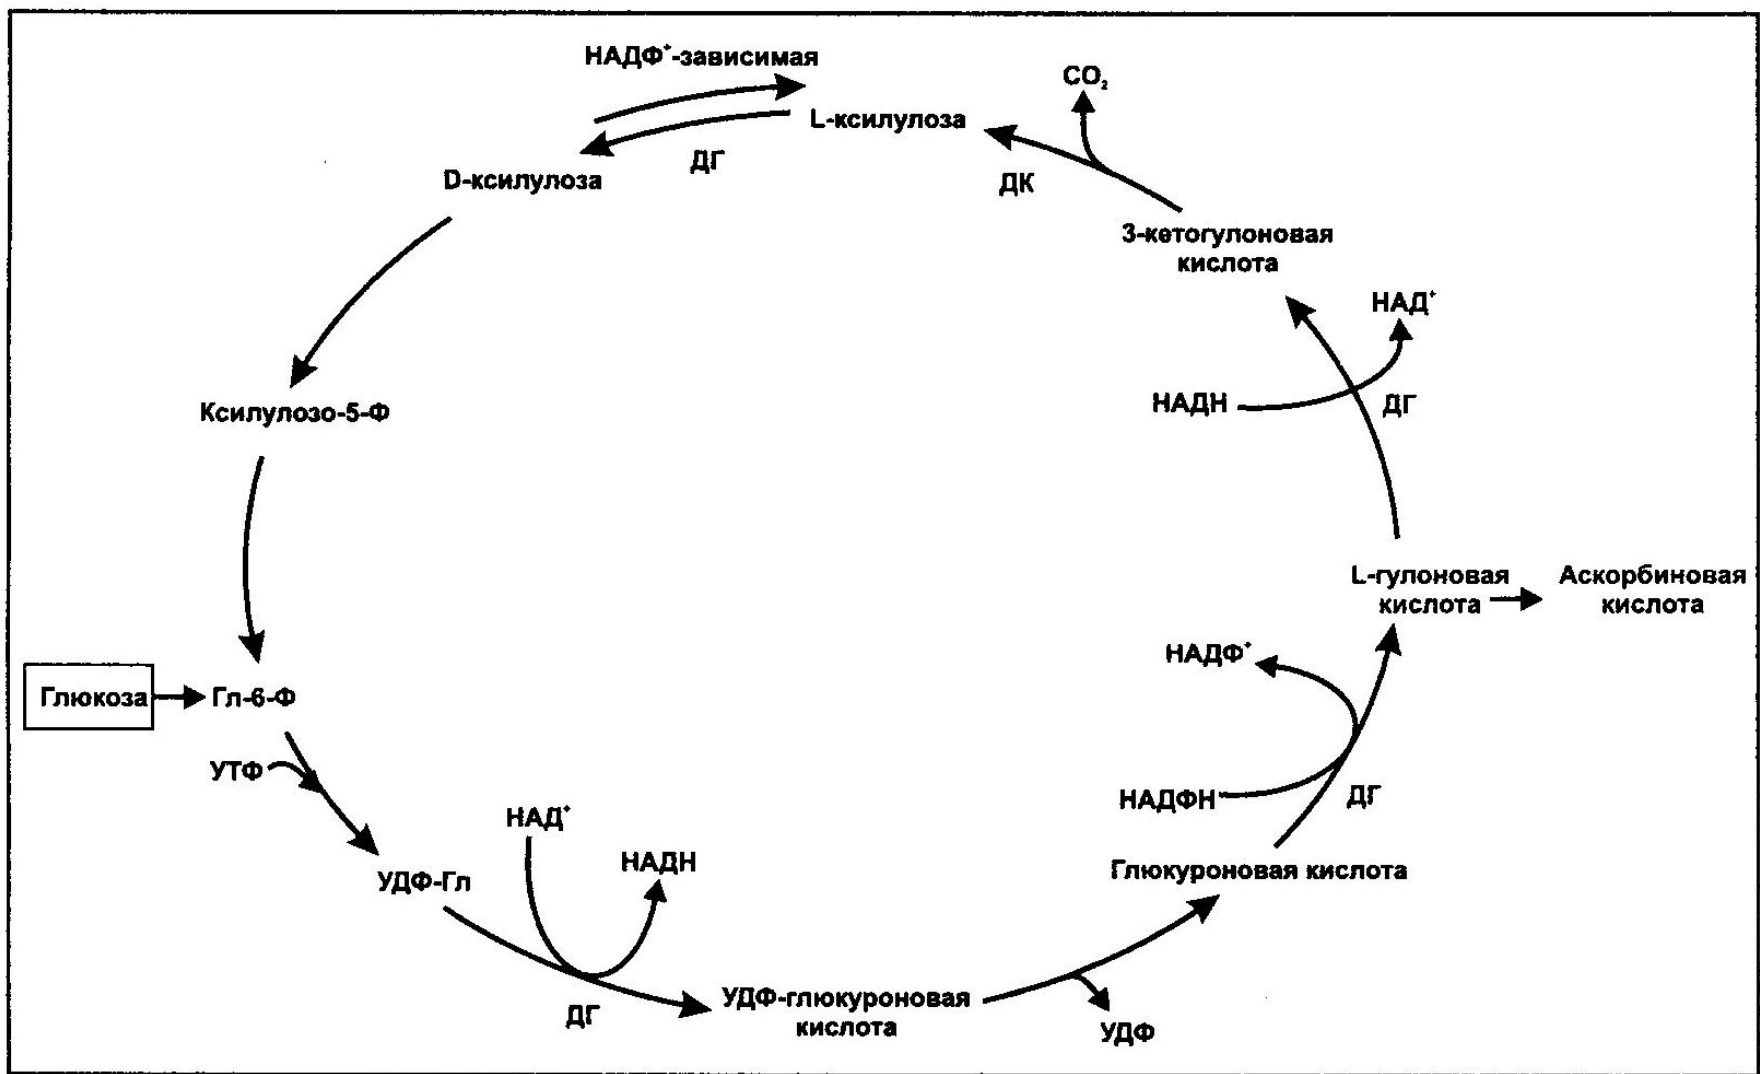 НАДФ⁺-зависимая
CO₂
L-ксилулоза
ДГ
ДК
D-ксилулоза
3-кетогулоновая
кислота
НАД⁺
НАДН
ДГ
Ксилулозо-5-Ф
L-гулоновая
кислота
Аскорбиновая
кислота
НАДФ⁺
Глюкоза
Гл-6-Ф
УТФ
НАДФН
ДГ
НАД⁺
НАДН
УДФ-Гл
Глюкуроновая кислота
ДГ
УДФ-глюкуроновая
кислота
УДФ